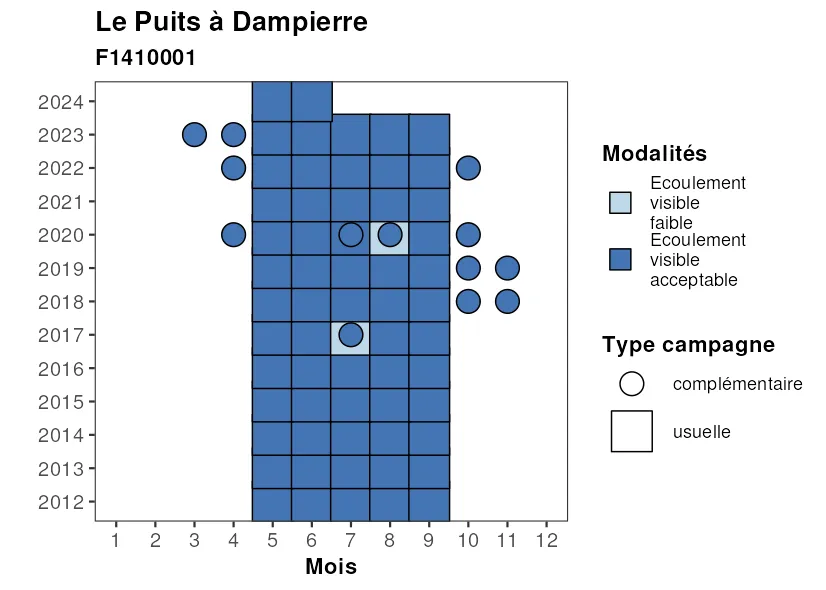 Le Puits à Dampierre
F1410001
2024
2023
2022
2021
2020
2019
2018
2017
2016
2015
2014
2013
2012
1 2 3 4 5 6 7 8 9 10 11 12
Mois
Modalités
Ecoulement
visible
faible
Ecoulement
visible
acceptable
Type campagne
complémentaire
usuelle